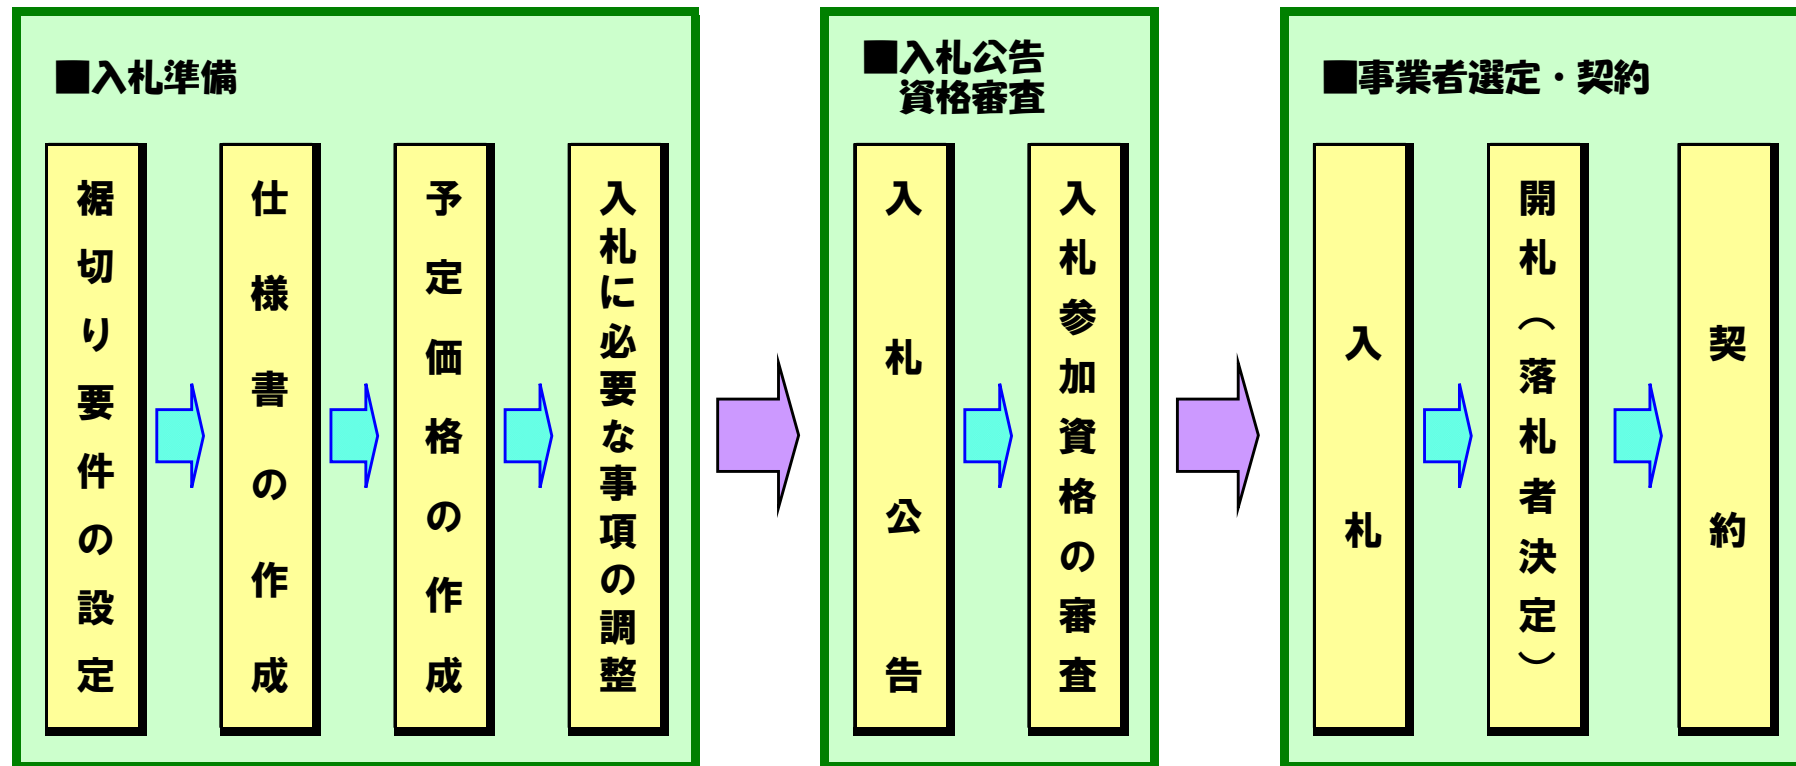 ■入札準備
裾切り要件の設定
仕様書の作成
予定価格の作成
入札に必要な事項の調整
■入札公告
資格審査
入札公告
入札参加資格の審査
■事業者選定・契約
入札
開札（落札者決定）
契約